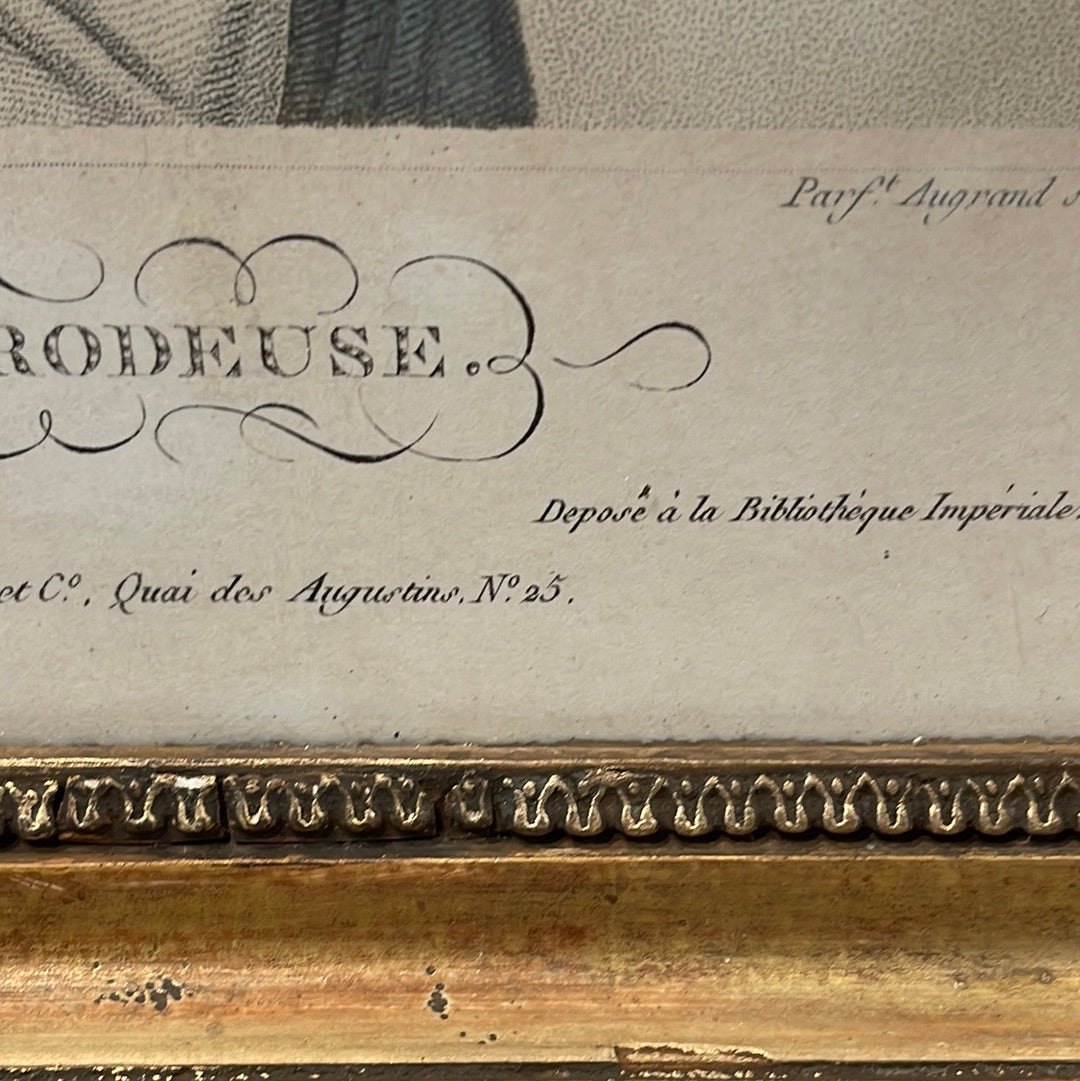 Parf.t Augrand s
RODEUSE.
Deposé à la Bibliothéque Impériale.
et C.o, Quai des Augustins, N.o 25.